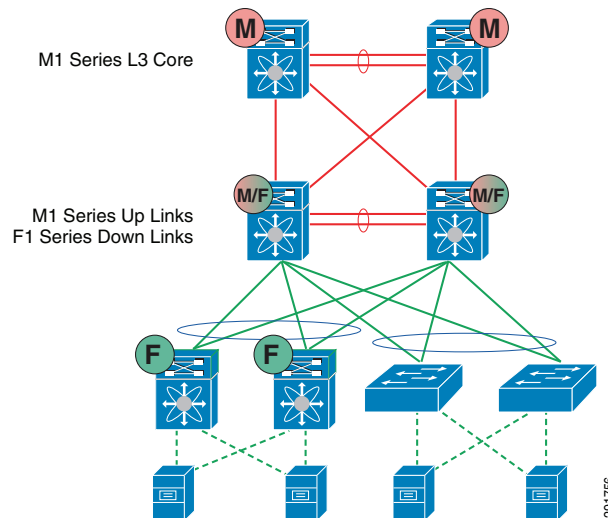 M
M
M1 Series L3 Core
M/F
M/F
M1 Series Up Links
F1 Series Down Links
F
F